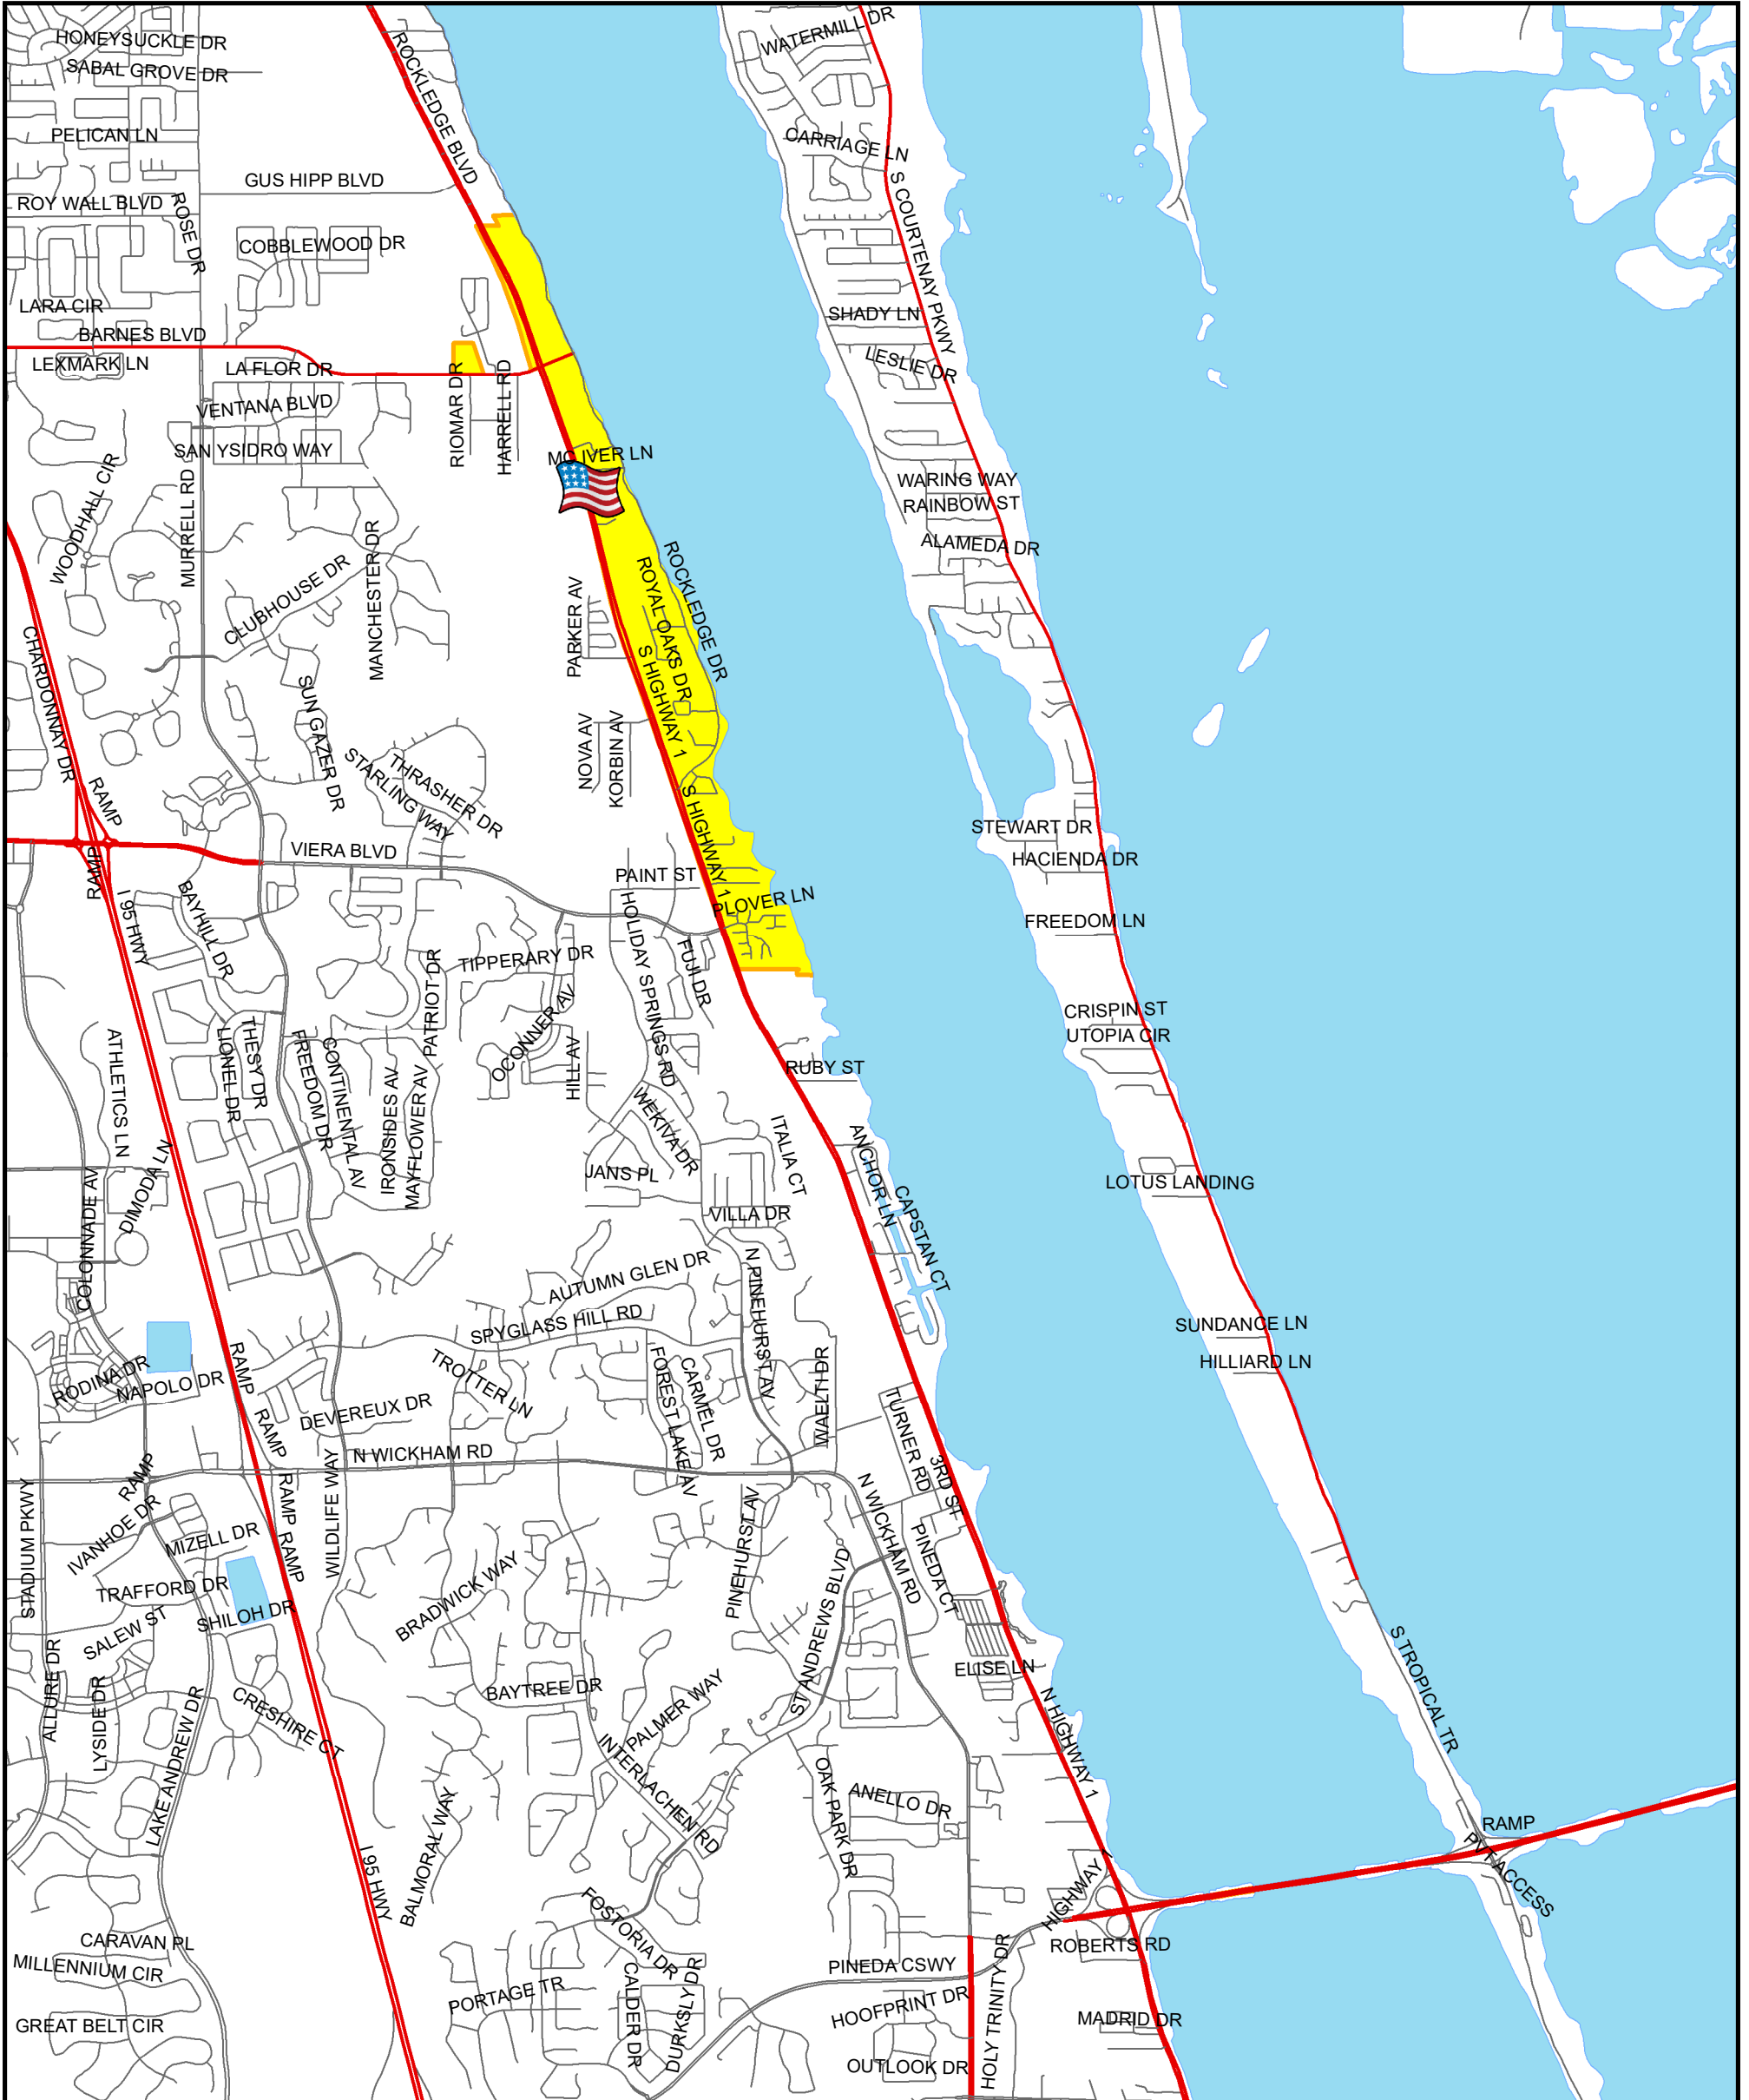 HONEYSUCKLE DR
SABAL GROVE DR
PELICAN LN
GUS HIPP BLVD
ROY WALL BLVD
ROSE DR
COBBLEWOOD DR
LARA CIR
BARNES BLVD
LEXMARK LN
LA FLOR DR
VENTANA BLVD
SAN YSIDRO WAY
ROCKLEDGE BLVD
WATERMILL DR
CARRIAGE LN
S COURTENAY PKWY
SHADY LN
LESLIE DR
RIOMAR DR
HARRELL RD
MC IVER LN
WARING WAY
RAINBOW ST
ALAMEDA DR
WOODHALL CIR
MURRELL RD
CLUBHOUSE DR
MANCHESTER DR
PARKER AV
ROYAL OAKS DR
ROCKLEDGE DR
S HIGHWAY 1
CHARDONNAY DR
SUN GAZER DR
STARLING WAY
THRASHER DR
NOVA AV
KORBIN AV
S HIGHWAY 1
RAMP
RAMP
VIERA BLVD
PAINT ST
PLOVER LN
STEWART DR
HACIENDA DR
FREEDOM LN
I 95 HWY
BAYHILL DR
TIPPERARY DR
HOLIDAY SPRINGS RD
FUJI DR
PATRIOT DR
OCONNER AV
HILL AV
CRISPIN ST
UTOPIA CIR
RUBY ST
ATHLETICS LN
LIONEL DR
THESY DR
FREEDOM DR
CONTINENTAL AV
IRONSIDES AV
MAYFLOWER AV
WEKIVA DR
ITALIA CT
ANCHOR LN
CAPSTAN CT
JANS PL
VILLA DR
LOTUS LANDING
COLONNADE AV
DIMODA LN
AUTUMN GLEN DR
SPYGLASS HILL RD
N PINEHURST AV
SUNDANCE LN
HILLIARD LN
RODINA DR
NAPOLO DR
RAMP
RAMP
TROTTER LN
DEVEREUX DR
FOREST LAKE AV
CARMEL DR
WAELTI DR
TURNER RD
3RD ST
N WICKHAM RD
RAMP
RAMP
RAMP
STADIUM PKWY
IVANHOE DR
MIZELL DR
WILDLIFE WAY
N WICKHAM RD
PINEHURST AV
PINEDA CT
TRAFFORD DR
SHILOH DR
SALEW ST
BRADWICK WAY
ST ANDREWS BLVD
ELISE LN
ALLURE DR
LYSIDE DR
LAKE ANDREW DR
CRESHIRE CT
BAYTREE DR
PALMER WAY
INTERLACHEN RD
N HIGHWAY 1
S TROPICAL TR
OAK PARK DR
ANELLO DR
BALMORAL WAY
I 95 HWY
RAMP
PVT ACCESS
HIGHWAY 1
FOSTORIA DR
ROBERTS RD
CARAVAN PL
MILLENNIUM CIR
PINEDA CSWY
HOLY TRINITY DR
PORTAGE TR
CALDER DR
DURKSLY DR
HOOFPRINT DR
MADRID DR
GREAT BELT CIR
OUTLOOK DR